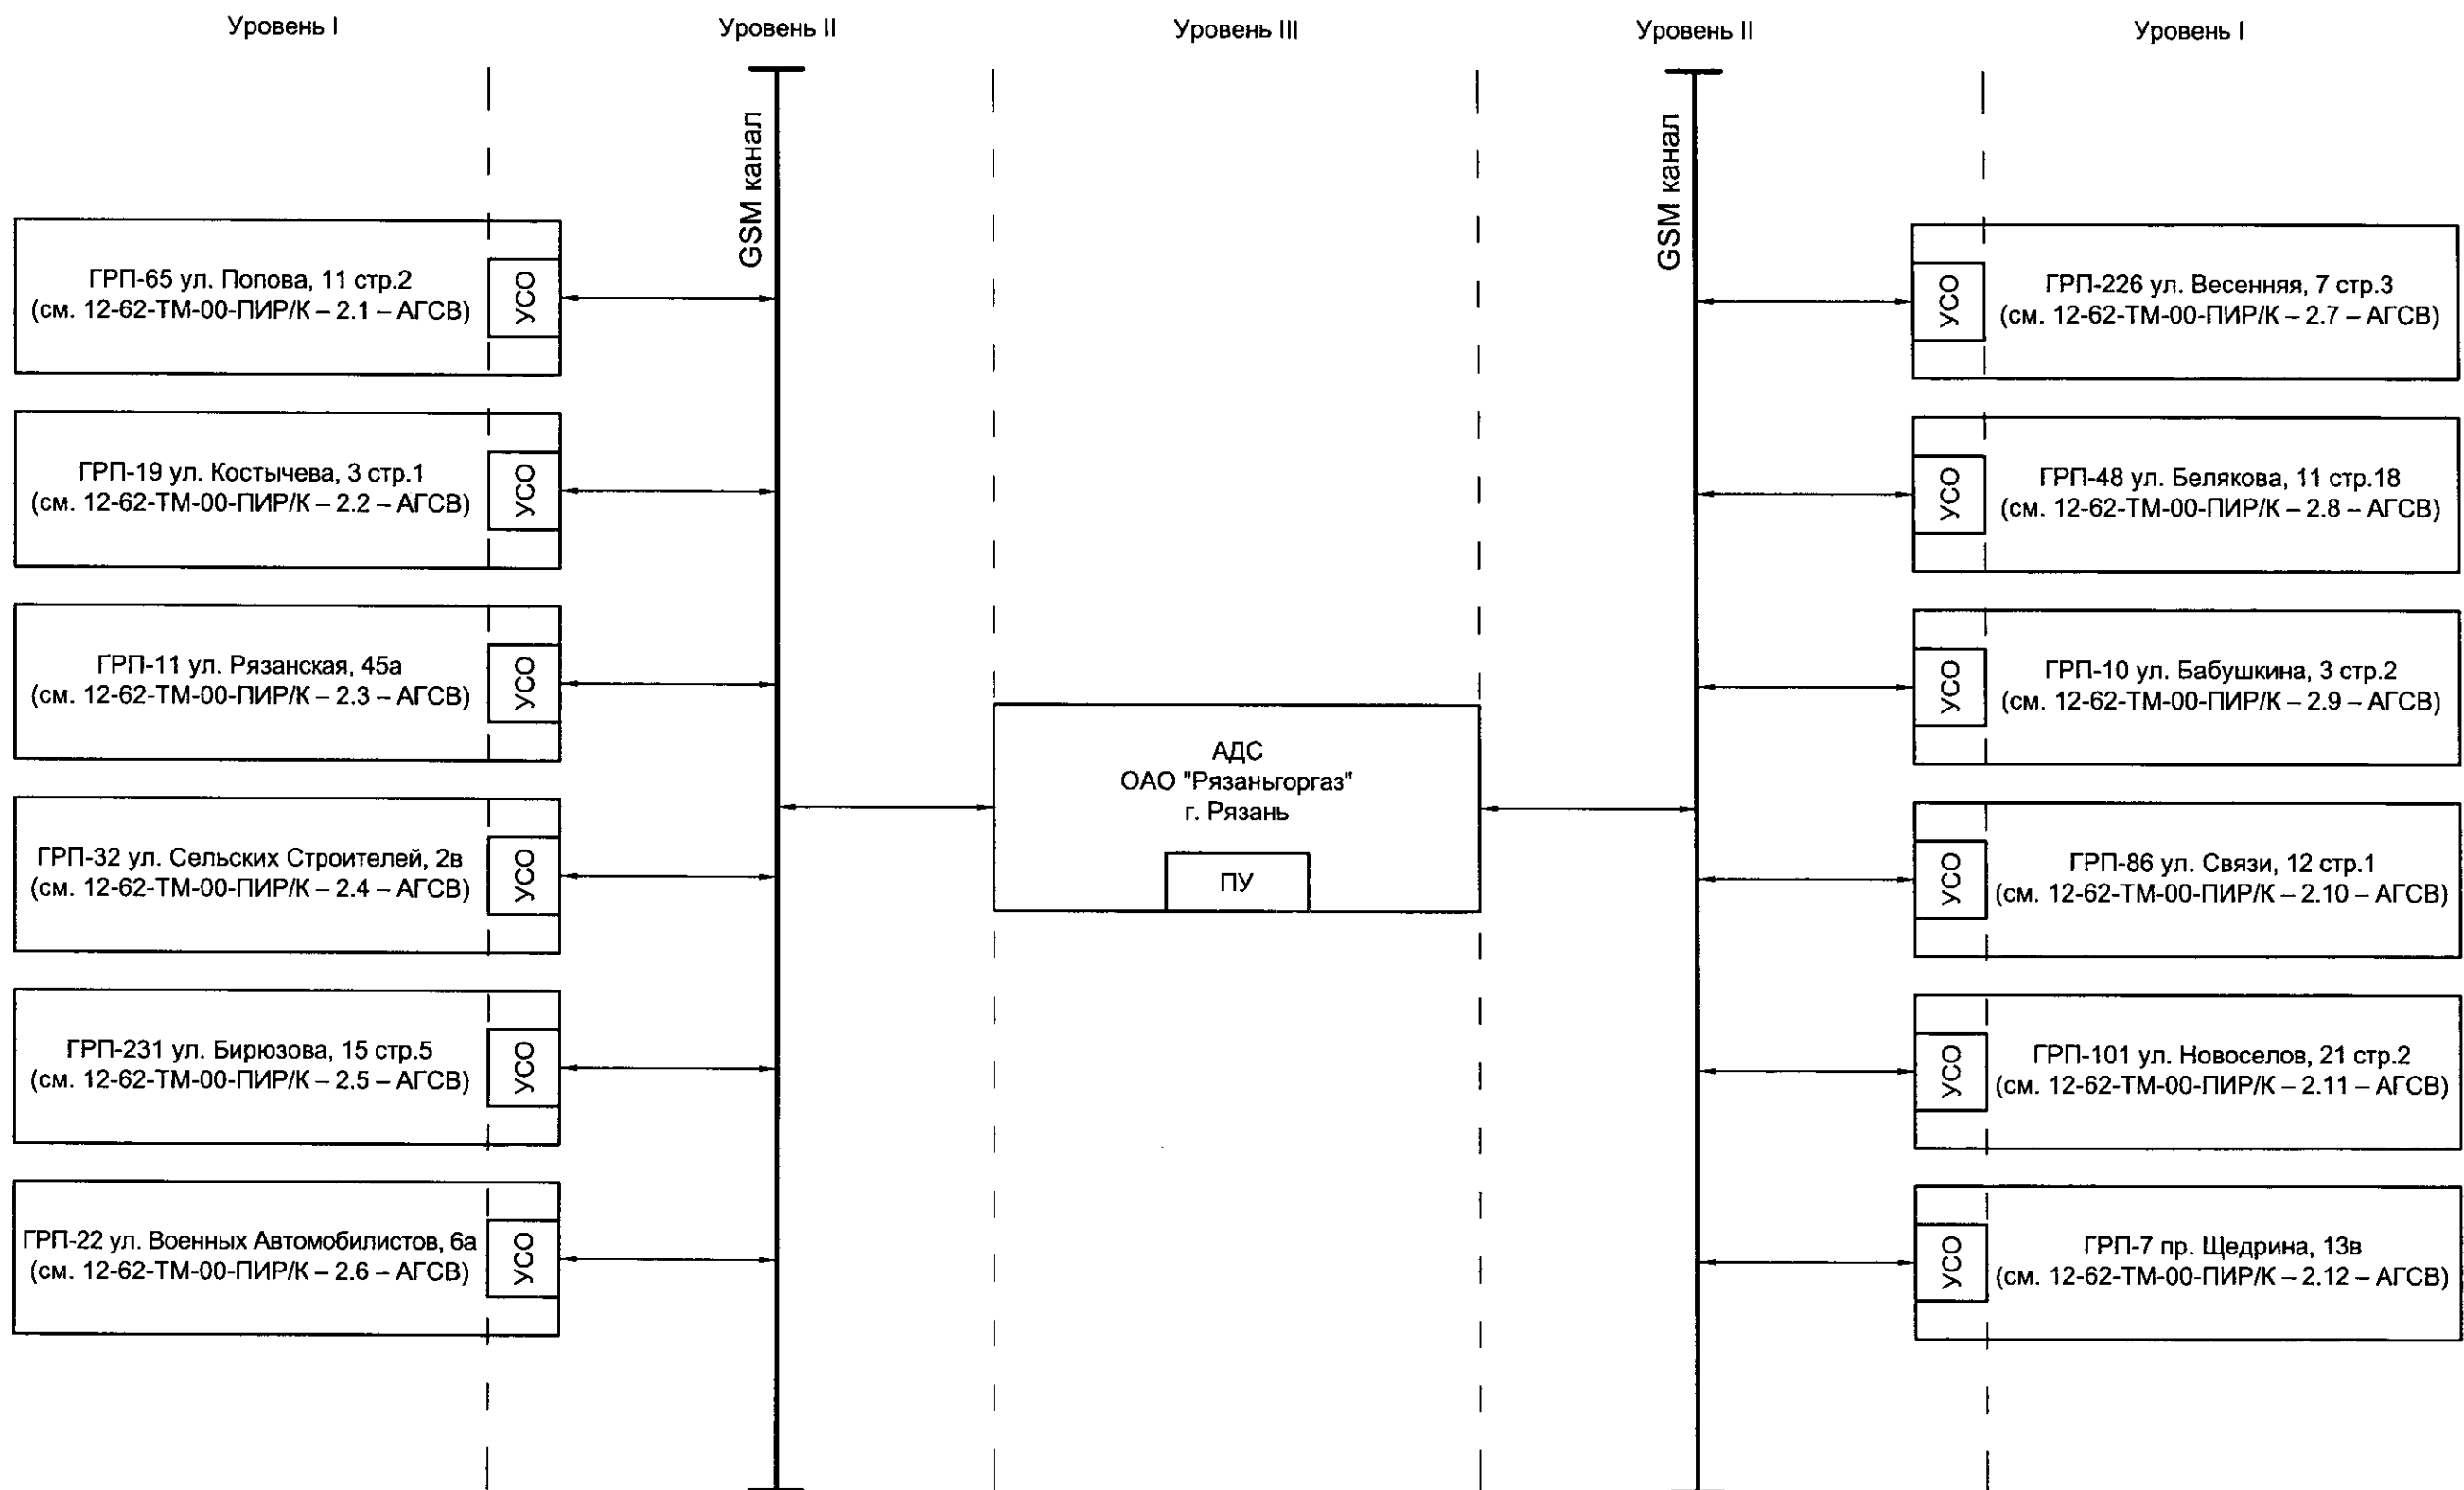 Уровень I
Уровень II
Уровень III
Уровень II
Уровень I
GSM канал
GSM канал
ГРП-65 ул. Попова, 11 стр.2
(см. 12-62-ТМ-00-ПИР/К – 2.1 – АГСВ)
УСО
ГРП-19 ул. Костычева, 3 стр.1
(см. 12-62-ТМ-00-ПИР/К – 2.2 – АГСВ)
УСО
ГРП-11 ул. Рязанская, 45а
(см. 12-62-ТМ-00-ПИР/К – 2.3 – АГСВ)
УСО
ГРП-32 ул. Сельских Строителей, 2в
(см. 12-62-ТМ-00-ПИР/К – 2.4 – АГСВ)
УСО
ГРП-231 ул. Бирюзова, 15 стр.5
(см. 12-62-ТМ-00-ПИР/К – 2.5 – АГСВ)
УСО
ГРП-22 ул. Военных Автомобилистов, 6а
(см. 12-62-ТМ-00-ПИР/К – 2.6 – АГСВ)
УСО
АДС
ОАО "Рязаньгоргаз"
г. Рязань
ПУ
УСО
ГРП-226 ул. Весенняя, 7 стр.3
(см. 12-62-ТМ-00-ПИР/К – 2.7 – АГСВ)
УСО
ГРП-48 ул. Белякова, 11 стр.18
(см. 12-62-ТМ-00-ПИР/К – 2.8 – АГСВ)
УСО
ГРП-10 ул. Бабушкина, 3 стр.2
(см. 12-62-ТМ-00-ПИР/К – 2.9 – АГСВ)
УСО
ГРП-86 ул. Связи, 12 стр.1
(см. 12-62-ТМ-00-ПИР/К – 2.10 – АГСВ)
УСО
ГРП-101 ул. Новоселов, 21 стр.2
(см. 12-62-ТМ-00-ПИР/К – 2.11 – АГСВ)
УСО
ГРП-7 пр. Щедрина, 13в
(см. 12-62-ТМ-00-ПИР/К – 2.12 – АГСВ)